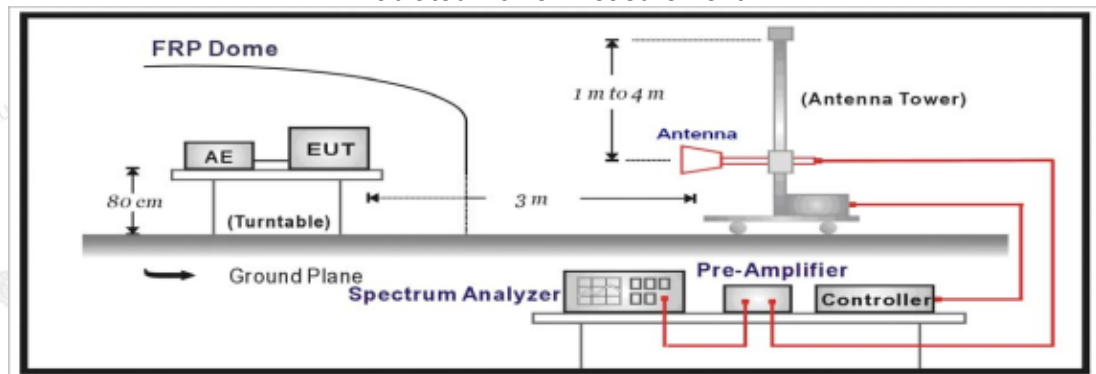 FRP Dome
1 m to 4 m
(Antenna Tower)
Antenna
AE
EUT
80 cm
3 m
(Turntable)
Ground Plane
Pre-Amplifier
Spectrum Analyzer
Controller